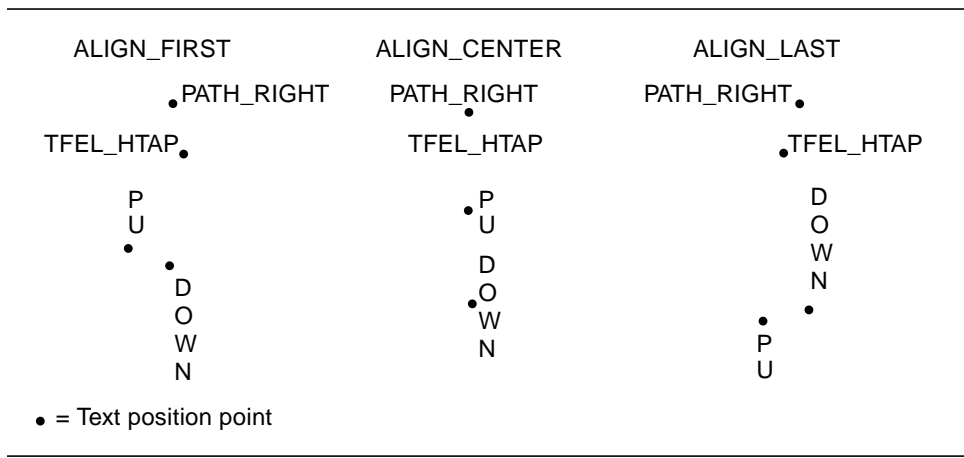 ALIGN_FIRST ALIGN_CENTER ALIGN_LAST
PATH_RIGHT PATH_RIGHT PATH_RIGHT
TFEL_HTAP TFEL_HTAP TFEL_HTAP
P
U
D
O
W
N
P
U
D
O
W
N
D
O
W
N
P
U
• = Text position point